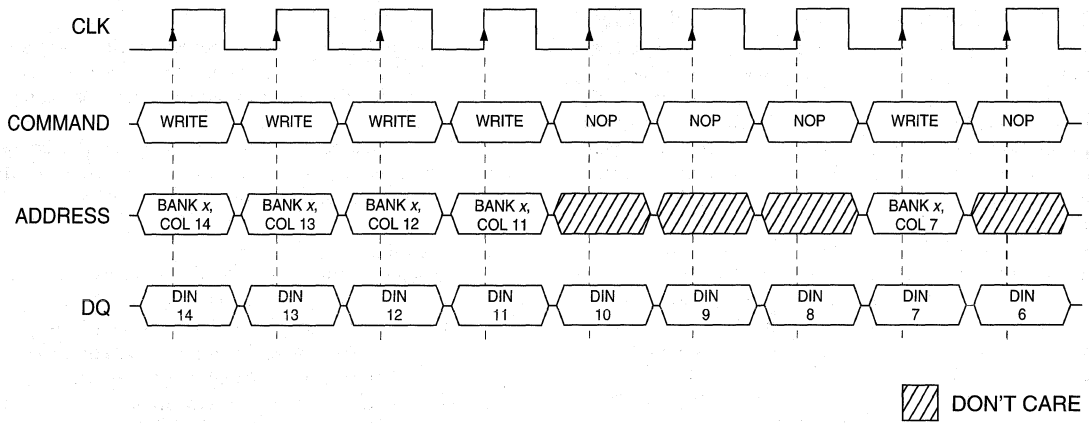 CLK
COMMAND
WRITE
WRITE
WRITE
WRITE
NOP
NOP
NOP
WRITE
NOP
ADDRESS
BANK x,
COL 14
BANK x,
COL 13
BANK x,
COL 12
BANK x,
COL 11
BANK x,
COL 7
DQ
DIN
14
DIN
13
DIN
12
DIN
11
DIN
10
DIN
9
DIN
8
DIN
7
DIN
6
DON'T CARE